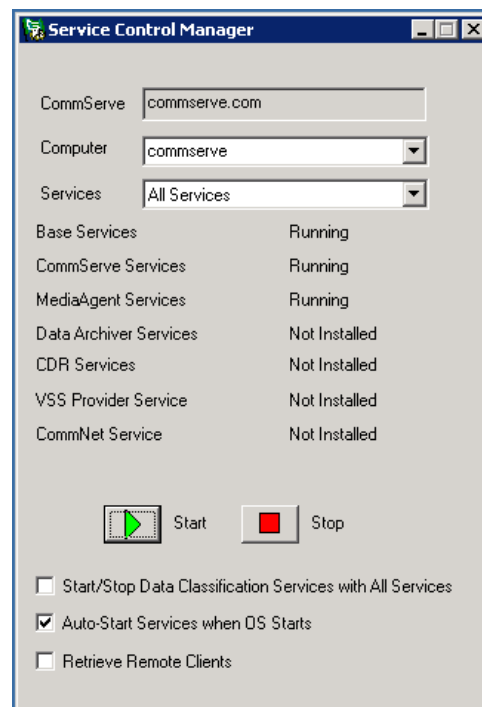 Service Control Manager
CommServe commserve.com
Computer commserve
Services All Services
Base Services Running
CommServe Services Running
MediaAgent Services Running
Data Archiver Services Not Installed
CDR Services Not Installed
VSS Provider Service Not Installed
CommNet Service Not Installed
Start Stop
Start/Stop Data Classification Services with All Services
Auto-Start Services when OS Starts
Retrieve Remote Clients